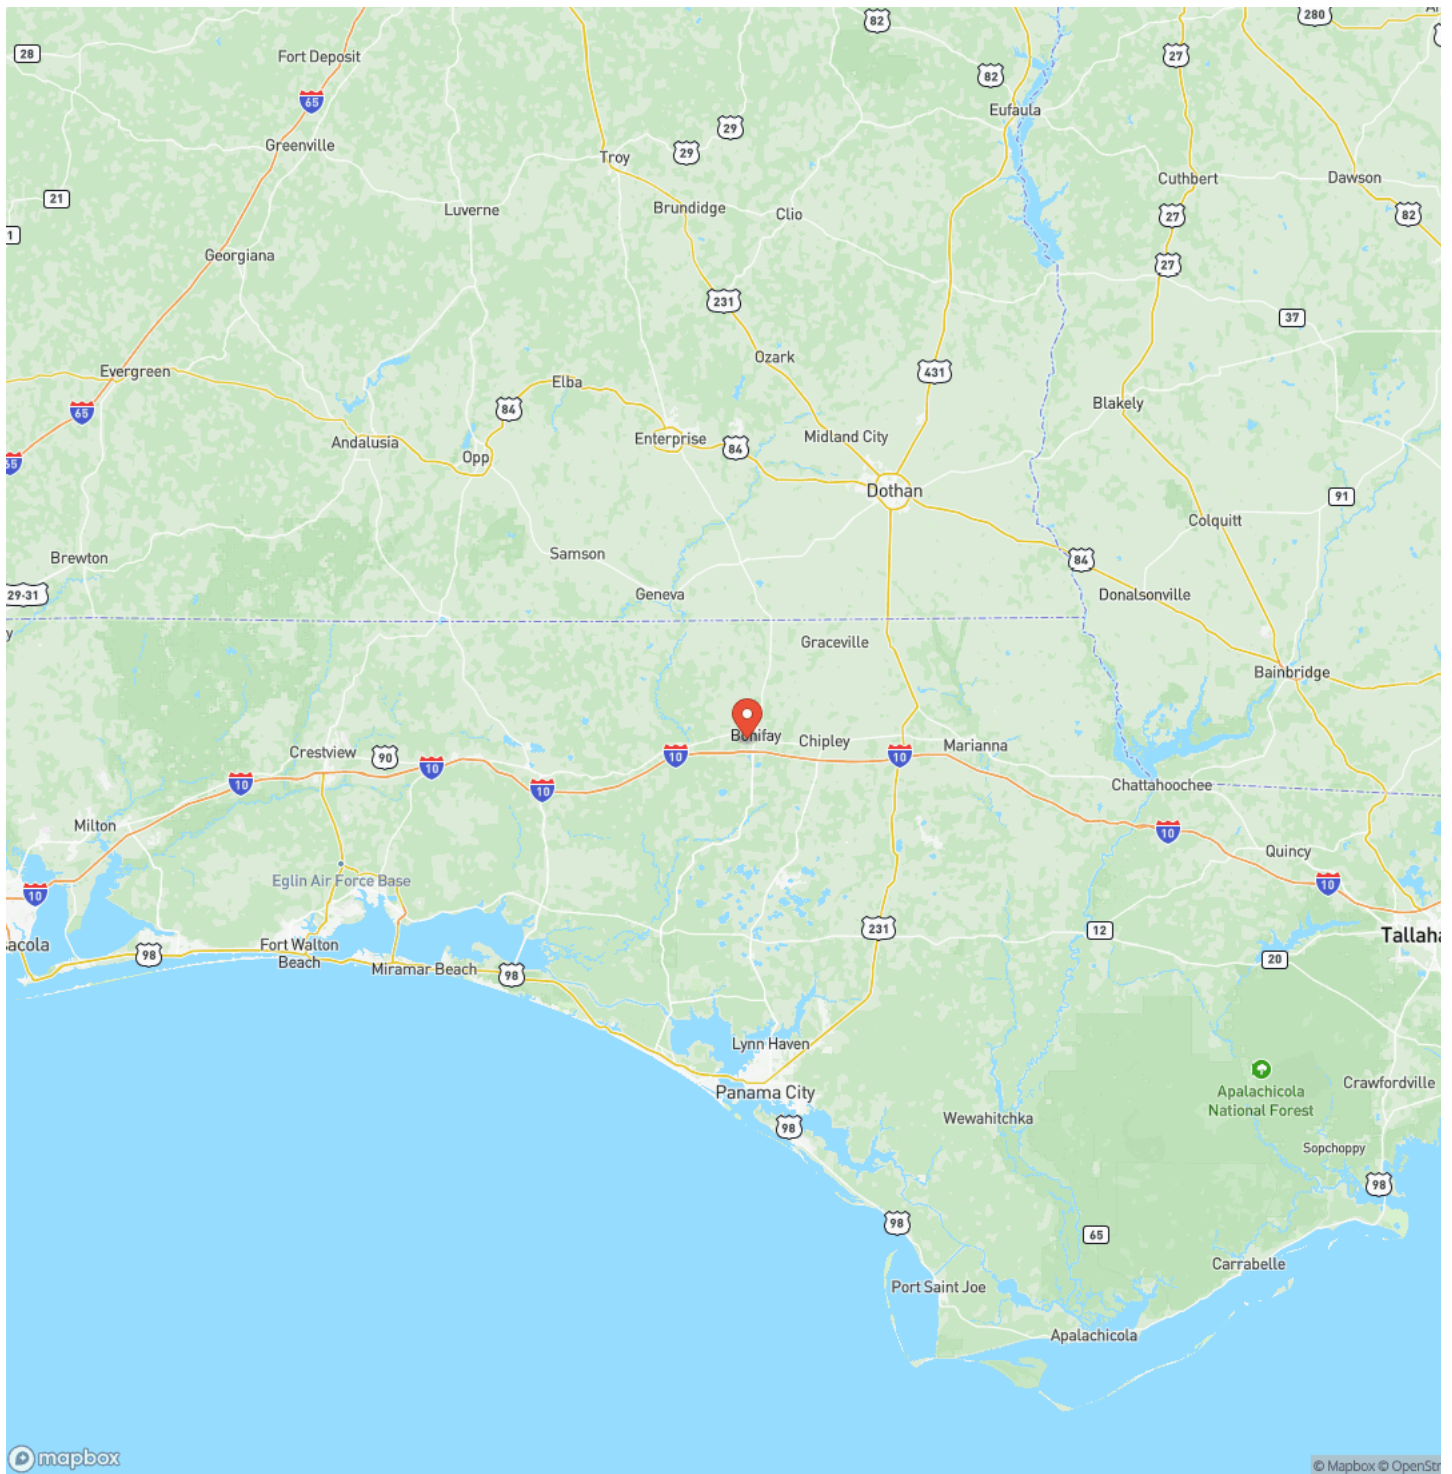 280
82
28
Fort Deposit
27
82
65
Eufaula
29
Greenville
29
Troy
Cuthbert
Dawson
21
Brundidge
Luverne
Clio
27
82
1
Georgiana
27
231
37
Ozark
Evergreen
431
Elba
Blakely
65
84
Midland City
Enterprise
Andalusia
84
Opp
65
Dothan
91
Colquitt
Samson
Brewton
84
29-31
Geneva
Donalsonville
y
Graceville
Bainbridge
Bonifay
Chipley
Marianna
Crestview
90
10
10
10
10
10
Chattahoochee
Milton
10
Quincy
Eglin Air Force Base
10
10
231
12
Tallaha
sacola
Fort Walton
Beach
98
20
Miramar Beach
98
Lynn Haven
Crawfordville
Panama City
Apalachicola
National Forest
Wewahitchka
98
Sopchoppy
98
98
65
Carrabelle
Port Saint Joe
Apalachicola
mapbox
© Mapbox © OpenStr